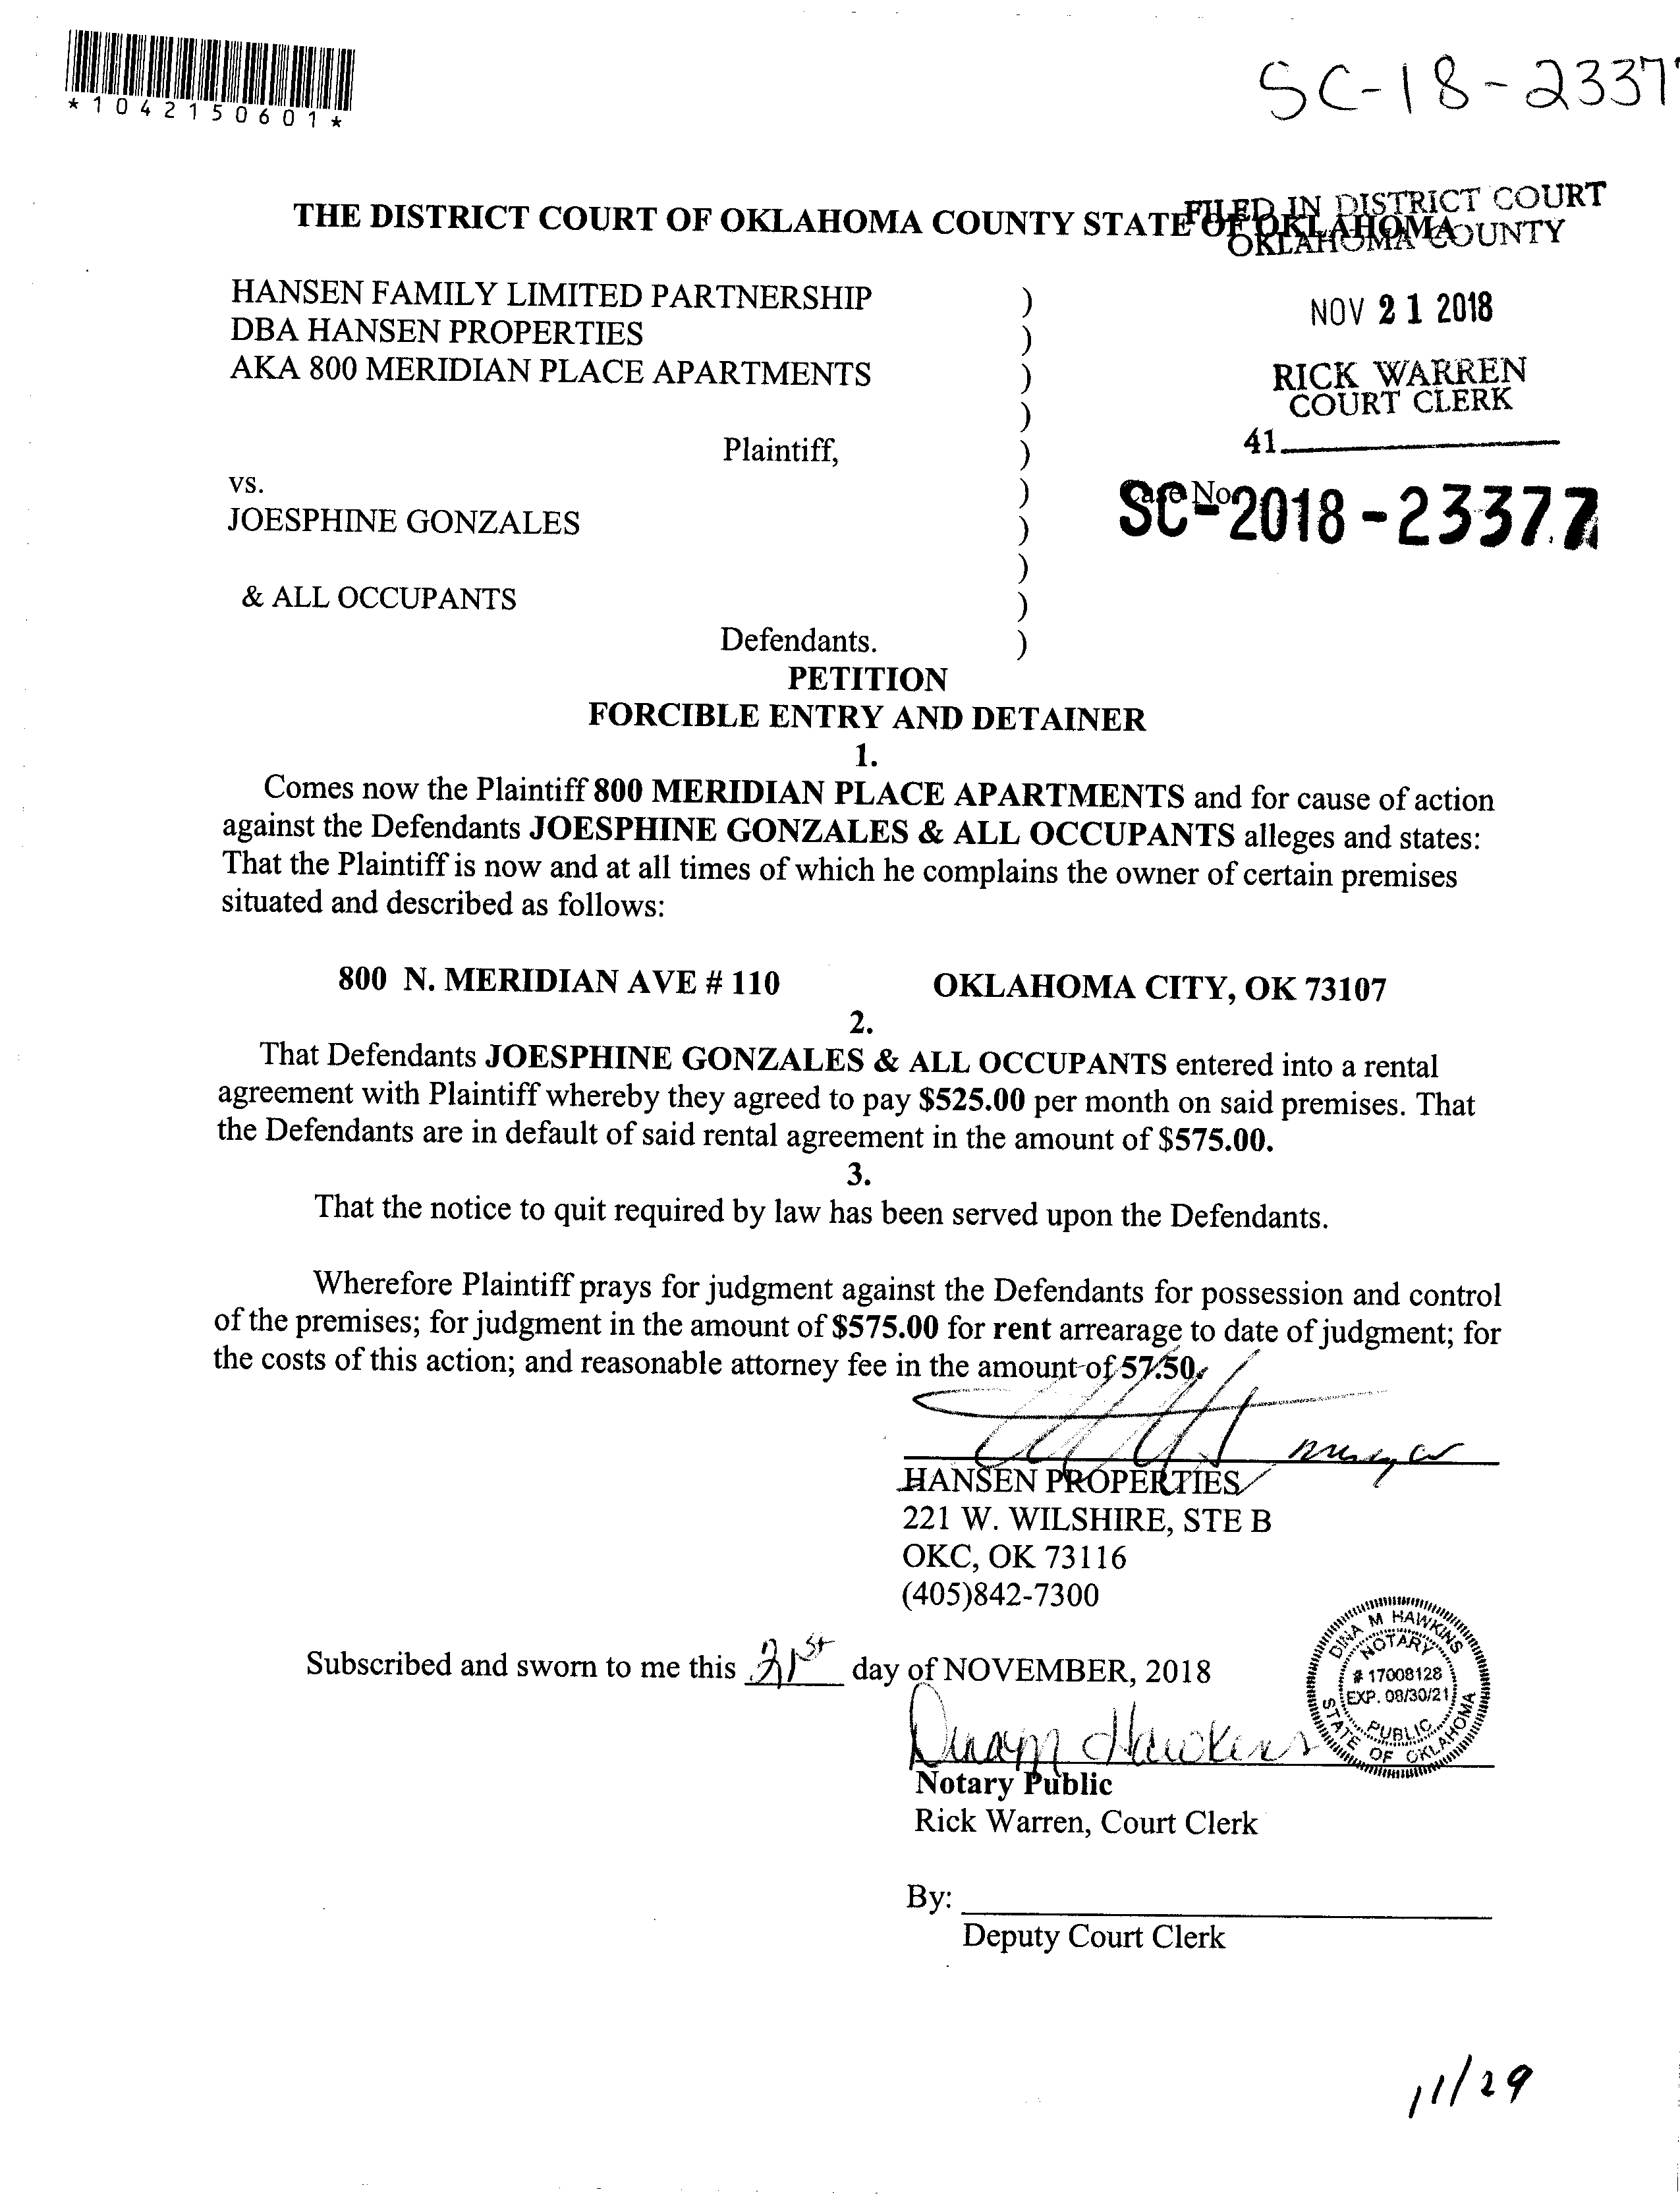 *1042150601*
SC-18-2337
THE DISTRICT COURT OF OKLAHOMA COUNTY STATE OF OKLAHOMA
FILED IN DISTRICT COURT
OKLAHOMA COUNTY
HANSEN FAMILY LIMITED PARTNERSHIP )
DBA HANSEN PROPERTIES )
AKA 800 MERIDIAN PLACE APARTMENTS )
)
NOV 21 2018
RICK WARREN
COURT CLERK
41
Plaintiff, )
vs. )
JOESPHINE GONZALES )
)
Case No.
SC-2018-23377
& ALL OCCUPANTS )
Defendants. )
PETITION
FORCIBLE ENTRY AND DETAINER
1.
Comes now the Plaintiff 800 MERIDIAN PLACE APARTMENTS and for cause of action
against the Defendants JOESPHINE GONZALES & ALL OCCUPANTS alleges and states:
That the Plaintiff is now and at all times of which he complains the owner of certain premises
situated and described as follows:
800 N. MERIDIAN AVE # 110 OKLAHOMA CITY, OK 73107
2.
That Defendants JOESPHINE GONZALES & ALL OCCUPANTS entered into a rental
agreement with Plaintiff whereby they agreed to pay $525.00 per month on said premises. That
the Defendants are in default of said rental agreement in the amount of $575.00.
3.
That the notice to quit required by law has been served upon the Defendants.
Wherefore Plaintiff prays for judgment against the Defendants for possession and control
of the premises; for judgment in the amount of $575.00 for rent arrearage to date of judgment; for
the costs of this action; and reasonable attorney fee in the amount of 57.50.
HANSEN PROPERTIES
221 W. WILSHIRE, STE B
OKC, OK 73116
(405)842-7300
Subscribed and sworn to me this 21st day of NOVEMBER, 2018
DINA M HAWKINS
NOTARY
# 17008128
EXP. 08/30/21
PUBLIC
STATE OF OKLAHOMA
Dina M Hawkins
Notary Public
Rick Warren, Court Clerk
By:
Deputy Court Clerk
11/29